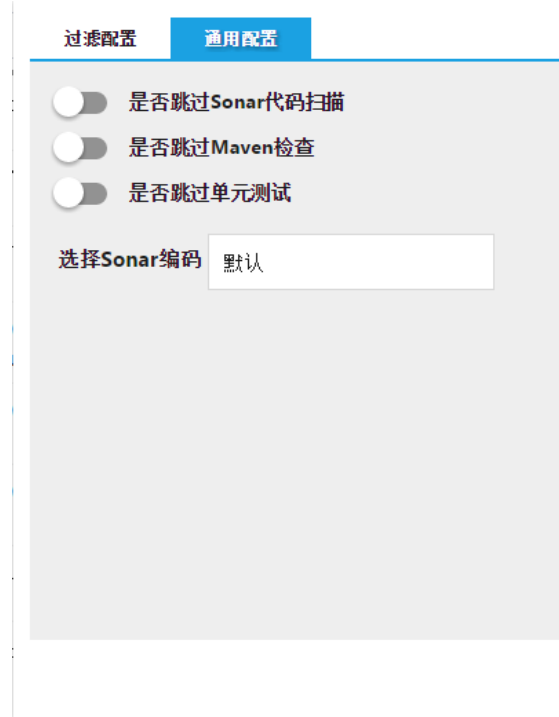 过滤配置 通用配置
是否跳过Sonar代码扫描
是否跳过Maven检查
是否跳过单元测试
选择Sonar编码 默认